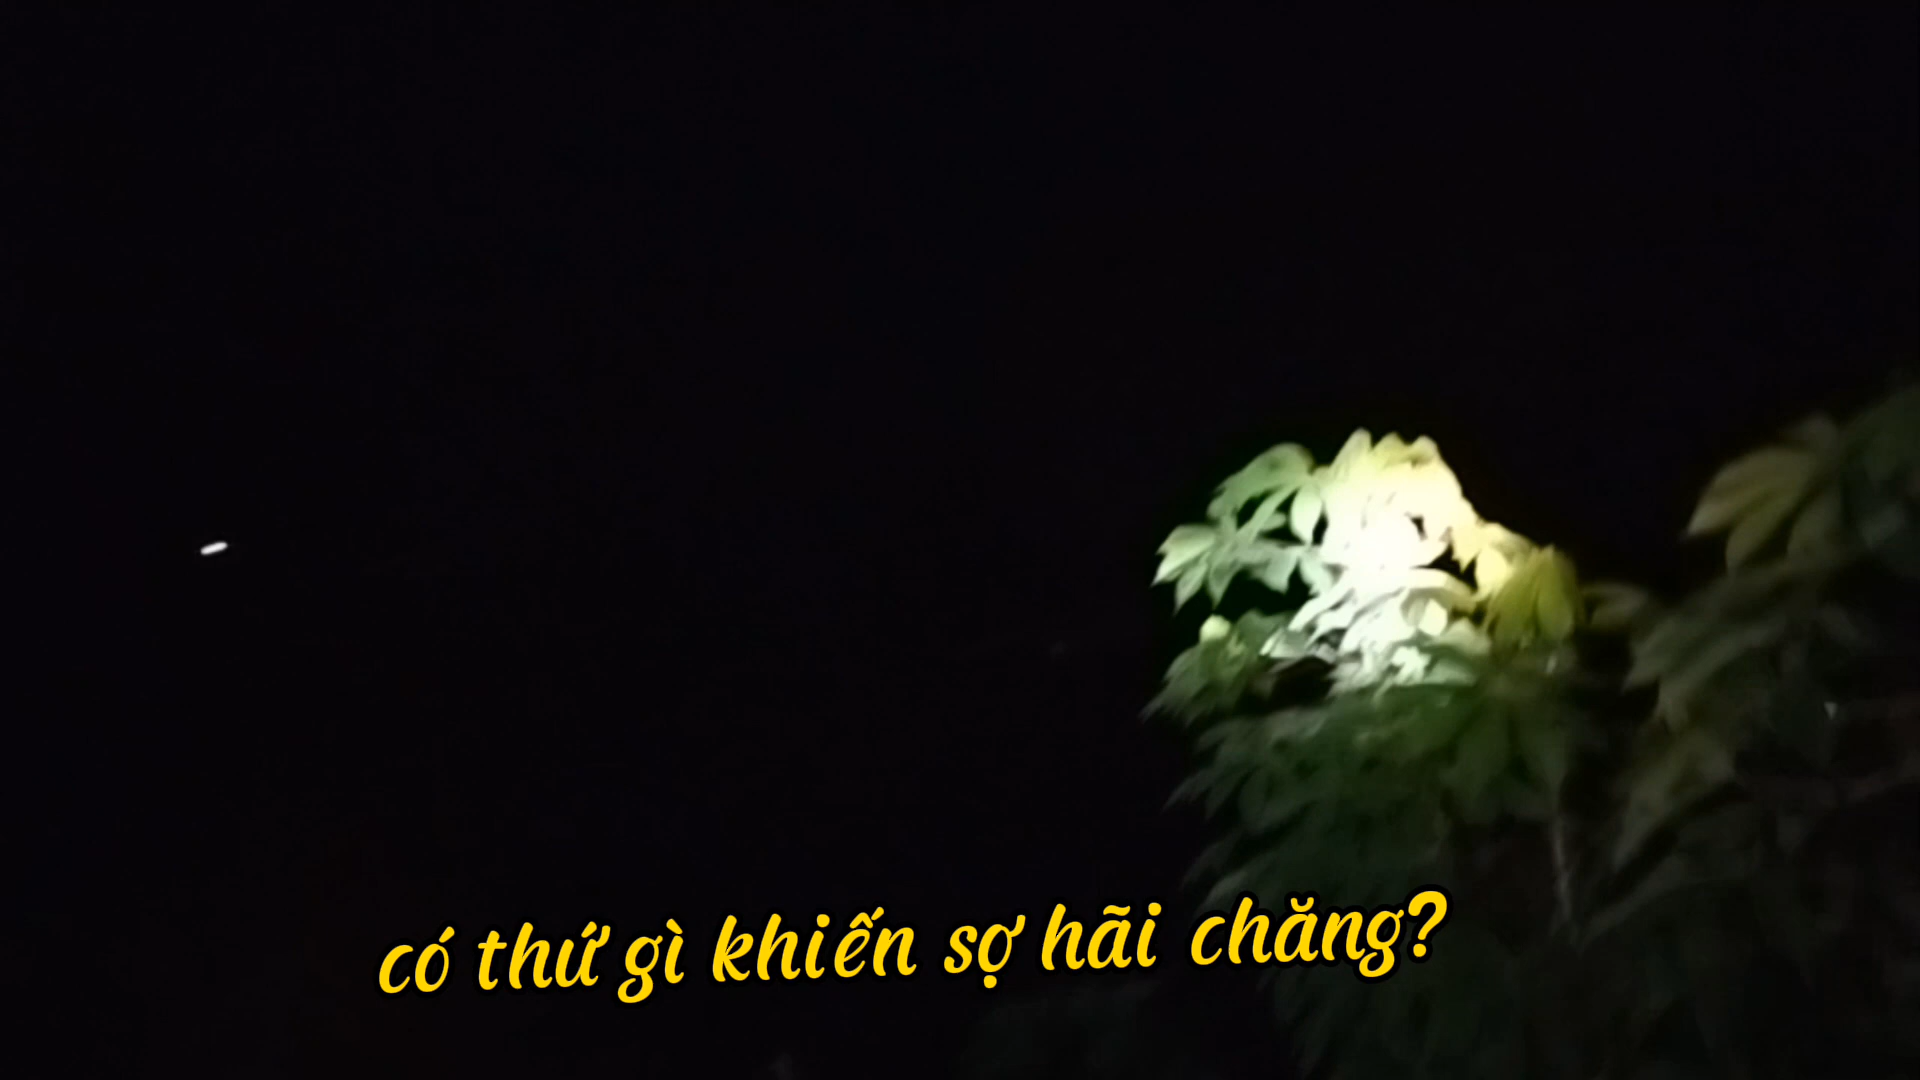 có thứ gì khiến sợ hãi chăng?